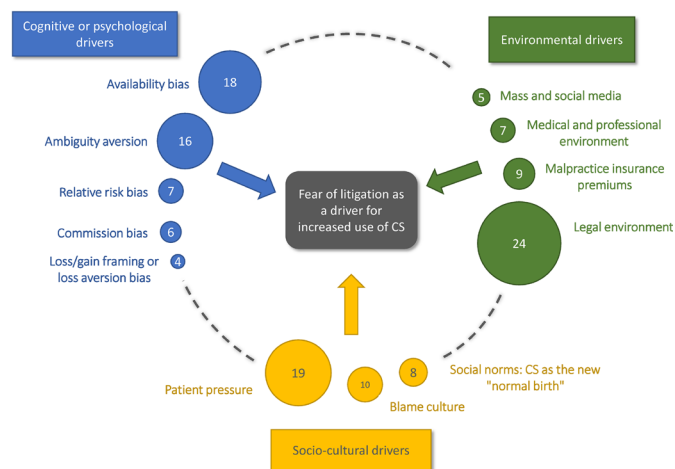 Cognitive or psychological
drivers
Environmental drivers
Availability bias
18
Ambiguity aversion
16
Relative risk bias
7
Commission bias
6
Loss/gain framing or
loss aversion bias
4
5
Mass and social media
7
Medical and professional
environment
9
Malpractice insurance
premiums
24
Legal environment
Fear of litigation as
a driver for
increased use of CS
Patient pressure
19
10
Blame culture
8
Social norms: CS as the new
"normal birth"
Socio-cultural drivers